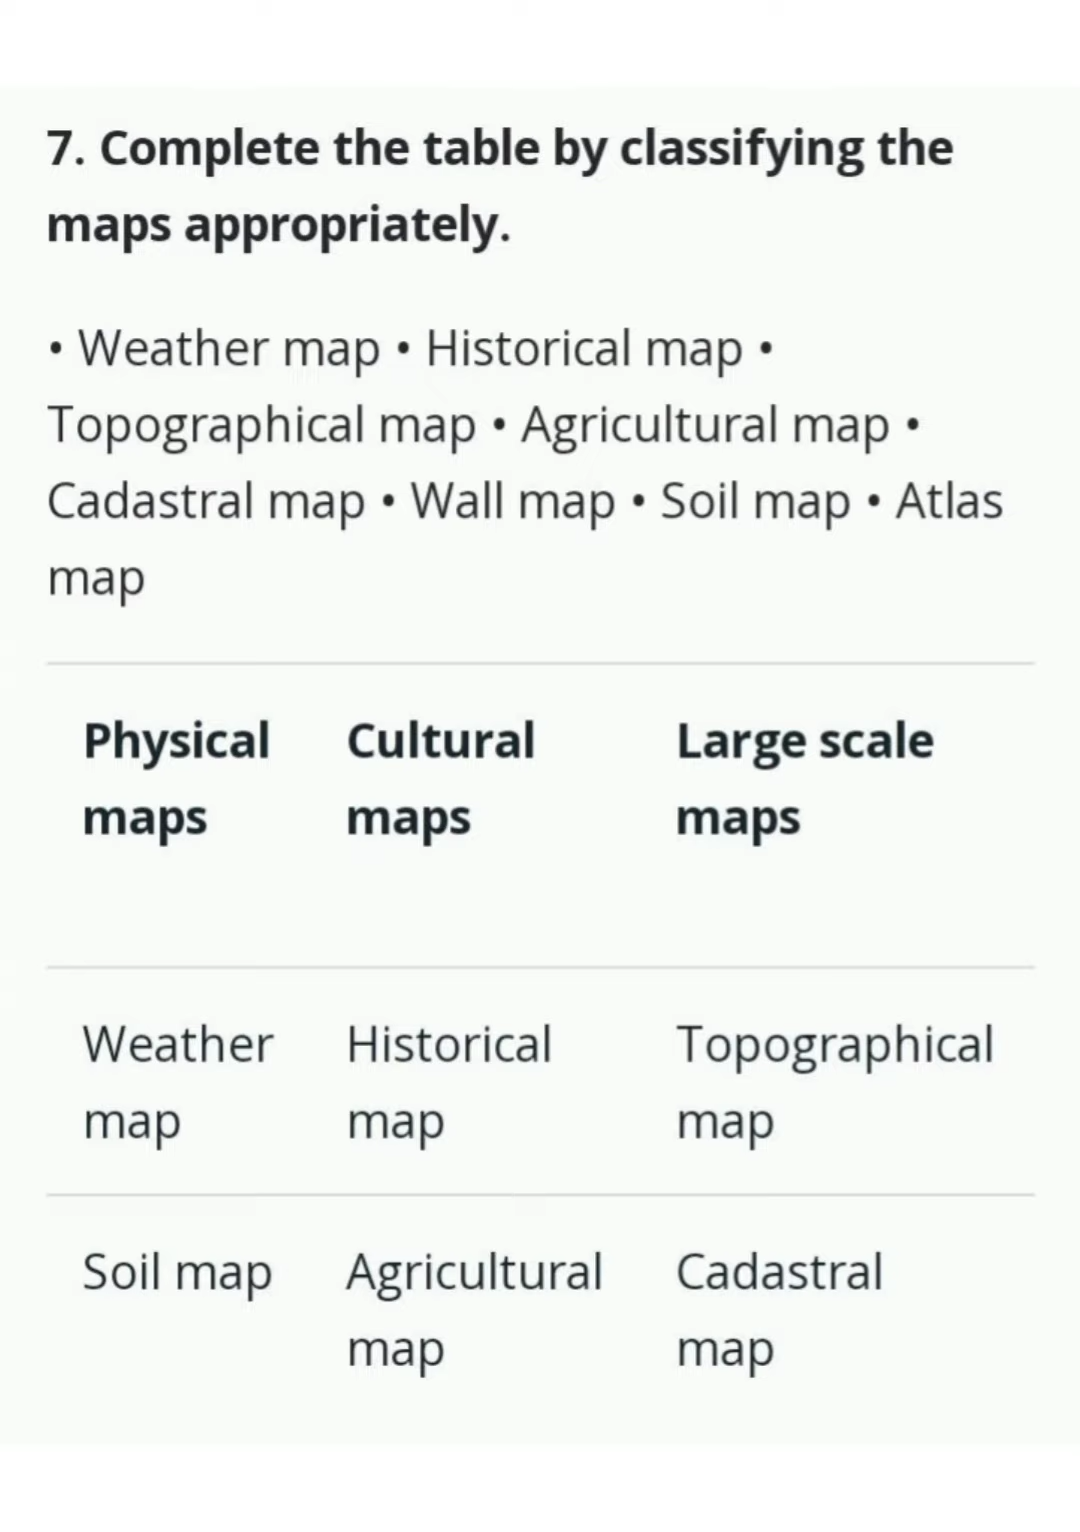 7. Complete the table by classifying the
maps appropriately.
• Weather map • Historical map •
Topographical map • Agricultural map •
Cadastral map • Wall map • Soil map • Atlas
map
Physical maps
Cultural maps
Large scale maps
Weather map
Historical map
Topographical map
Soil map
Agricultural map
Cadastral map